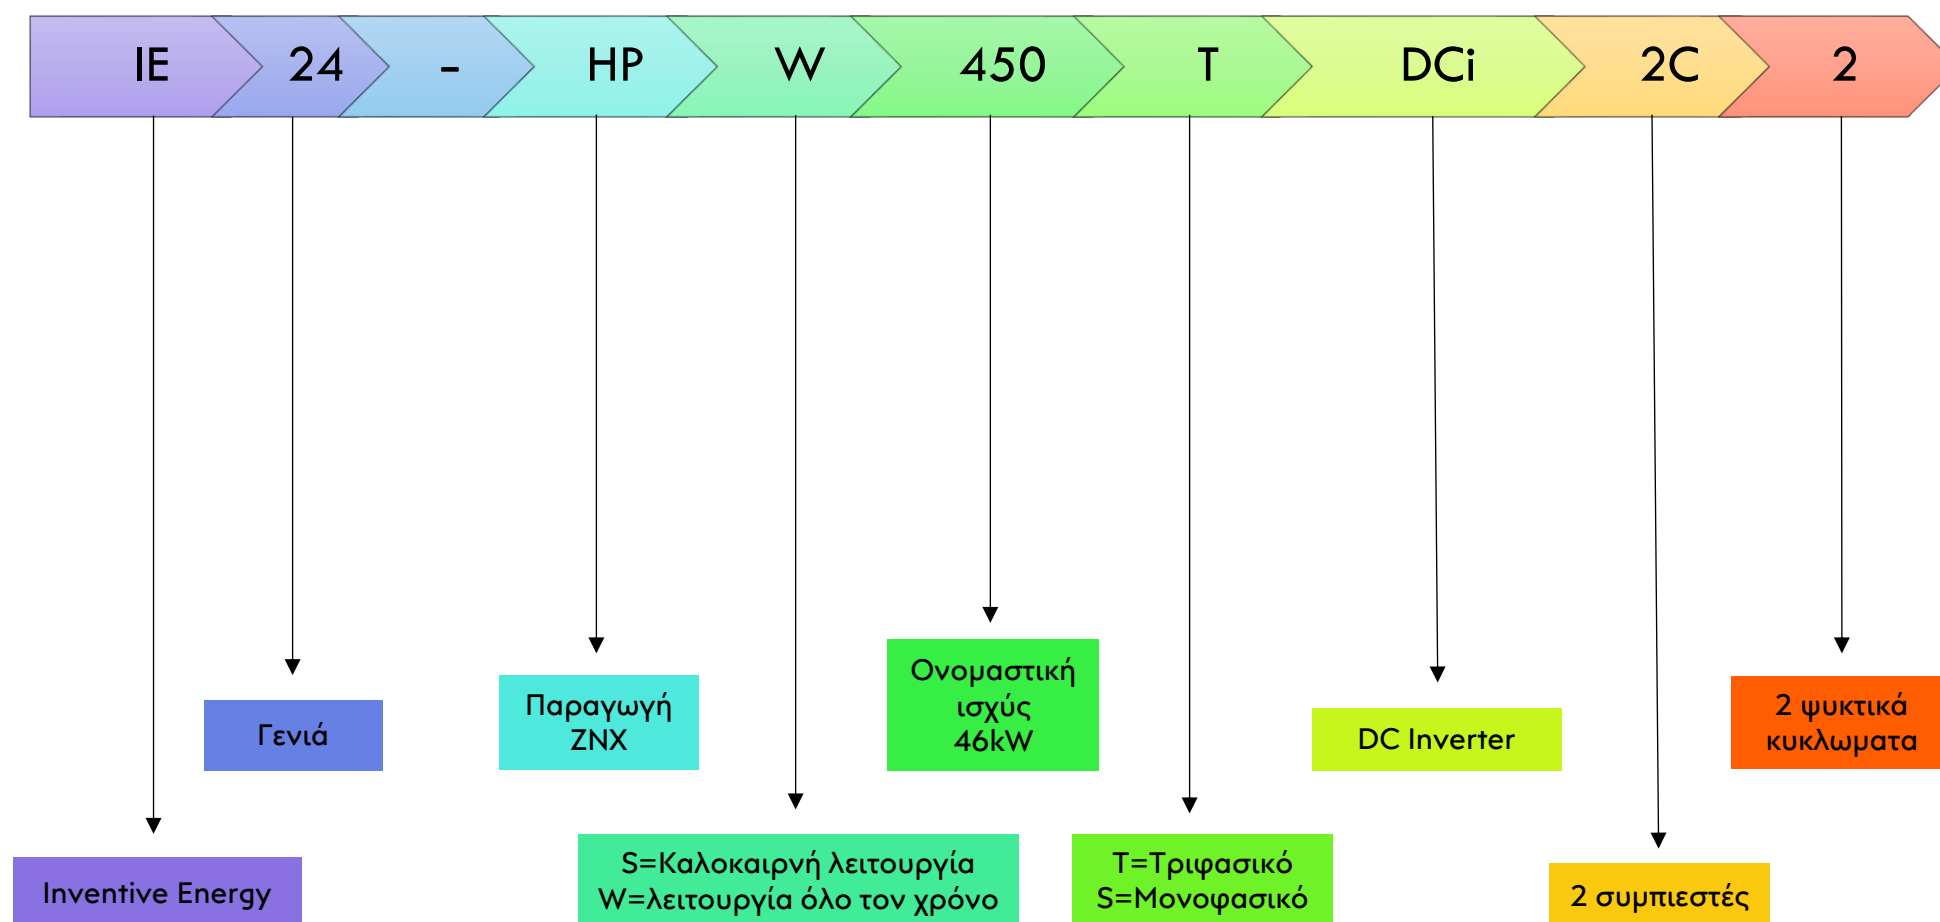 IE 24 - HP W 450 T DCi 2C 2
Ονομαστική
ισχύς
46kW
Παραγωγή
ΖΝΧ
2 ψυκτικά
κυκλωματα
Γενιά
DC Inverter
S=Καλοκαιρνή λειτουργία
W=λειτουργία όλο τον χρόνο
T=Τριφασικό
S=Μονοφασικό
Inventive Energy
2 συμπιεστές